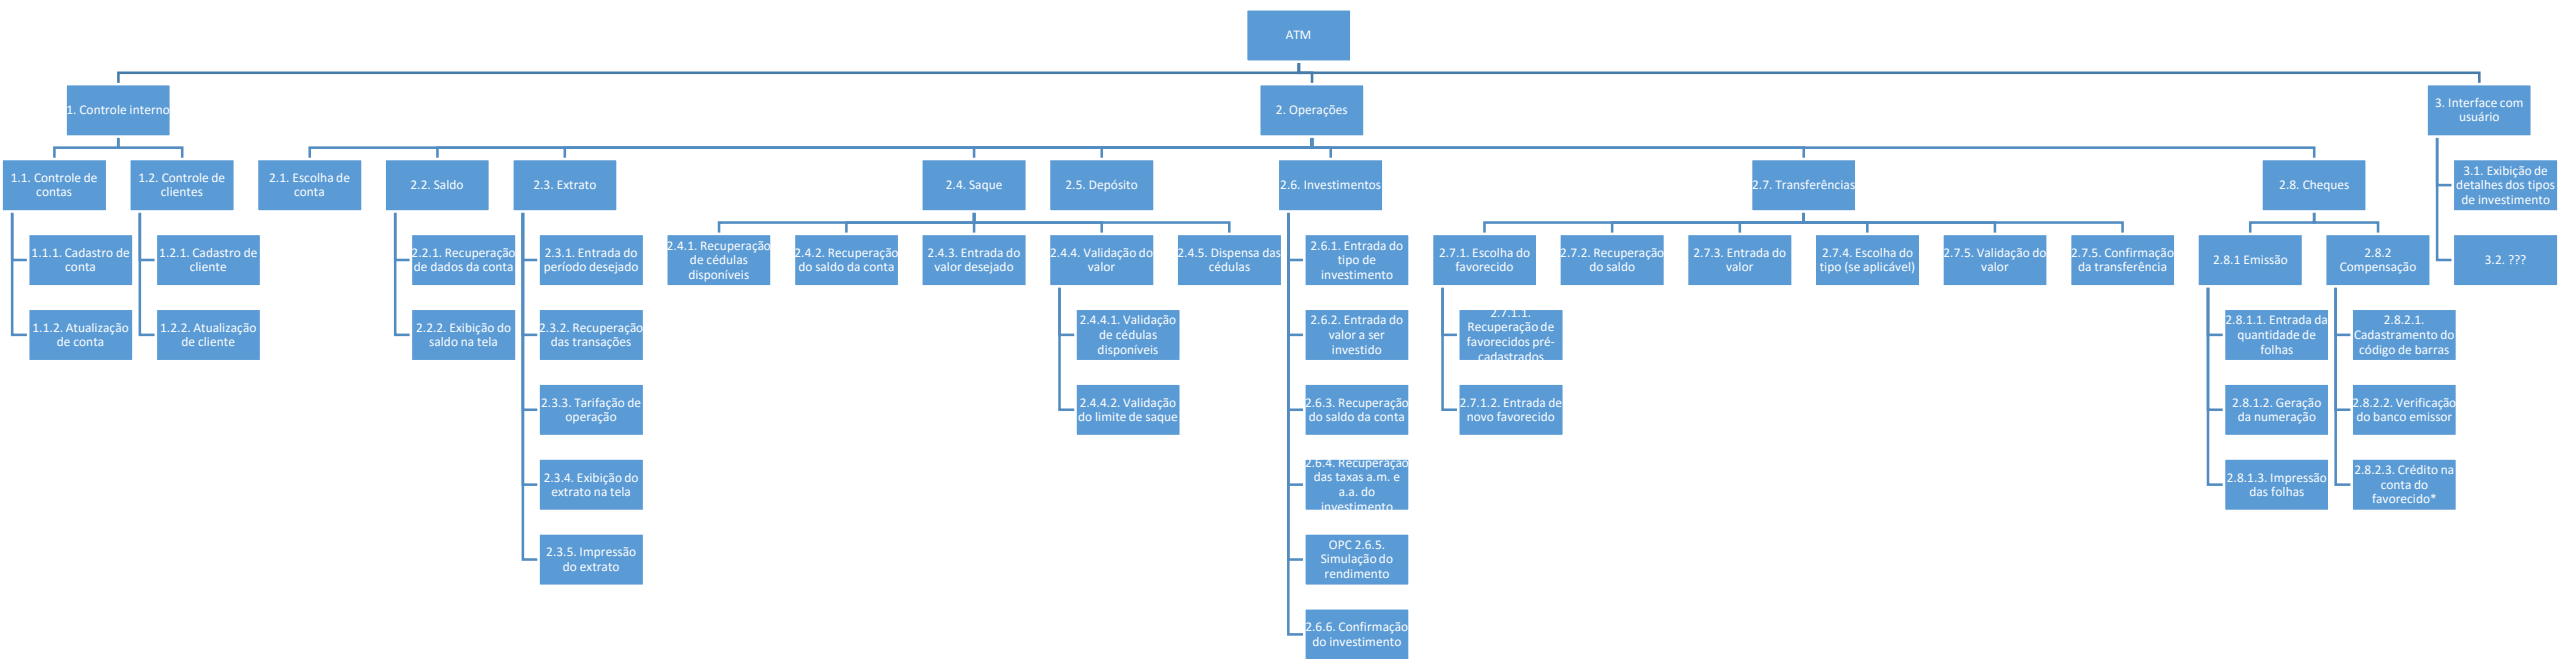 ATM
1. Controle interno
2. Operações
3. Interface com
usuário
1.1. Controle de
contas
1.2. Controle de
clientes
2.1. Escolha de
conta
2.2. Saldo
2.3. Extrato
2.4. Saque
2.5. Depósito
2.6. Investimentos
2.7. Transferências
2.8. Cheques
3.1. Exibição de
detalhes dos tipos
de investimento
1.1.1. Cadastro de
conta
1.2.1. Cadastro de
cliente
2.2.1. Recuperação
de dados da conta
2.3.1. Entrada do
período desejado
2.4.1. Recuperação
de cédulas
disponíveis
2.4.2. Recuperação
do saldo da conta
2.4.3. Entrada do
valor desejado
2.4.4. Validação do
valor
2.4.5. Dispensa das
cédulas
2.6.1. Entrada do
tipo de
investimento
2.7.1. Escolha do
favorecido
2.7.2. Recuperação
do saldo
2.7.3. Entrada do
valor
2.7.4. Escolha do
tipo (se aplicável)
2.7.5. Validação do
valor
2.7.5. Confirmação
da transferência
2.8.1 Emissão
2.8.2
Compensação
3.2. ???
1.1.2. Atualização
de conta
1.2.2. Atualização
de cliente
2.2.2. Exibição do
saldo na tela
2.3.2. Recuperação
das transações
2.4.4.1. Validação
de cédulas
disponíveis
2.6.2. Entrada do
valor a ser
investido
2.7.1.1.
Recuperação de
favorecidos pré-
cadastrados
2.8.1.1. Entrada da
quantidade de
folhas
2.8.2.1.
Cadastramento do
código de barras
2.3.3. Tarifação de
operação
2.4.4.2. Validação
do limite de saque
2.6.3. Recuperação
do saldo da conta
2.7.1.2. Entrada de
novo favorecido
2.8.1.2. Geração
da numeração
2.8.2.2. Verificação
do banco emissor
2.3.4. Exibição do
extrato na tela
2.6.4. Recuperação
das taxas a.m. e
a.a. do
investimento
2.8.1.3. Impressão
das folhas
2.8.2.3. Crédito na
conta do
favorecido*
2.3.5. Impressão
do extrato
OPC 2.6.5.
Simulação do
rendimento
2.6.6. Confirmação
do investimento